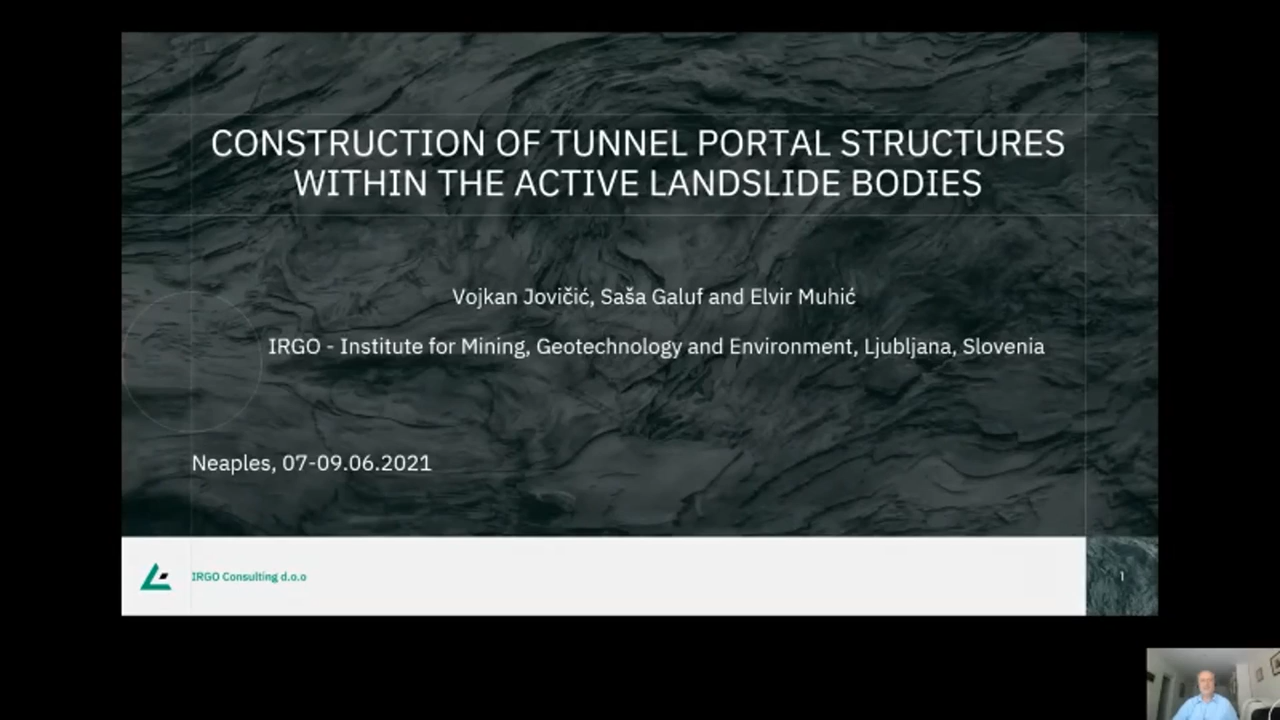 CONSTRUCTION OF TUNNEL PORTAL STRUCTURES
WITHIN THE ACTIVE LANDSLIDE BODIES
Vojkan Jovičić, Saša Galuf and Elvir Muhić
IRGO - Institute for Mining, Geotechnology and Environment, Ljubljana, Slovenia
Neaples, 07-09.06.2021
IRGO Consulting d.o.o
1